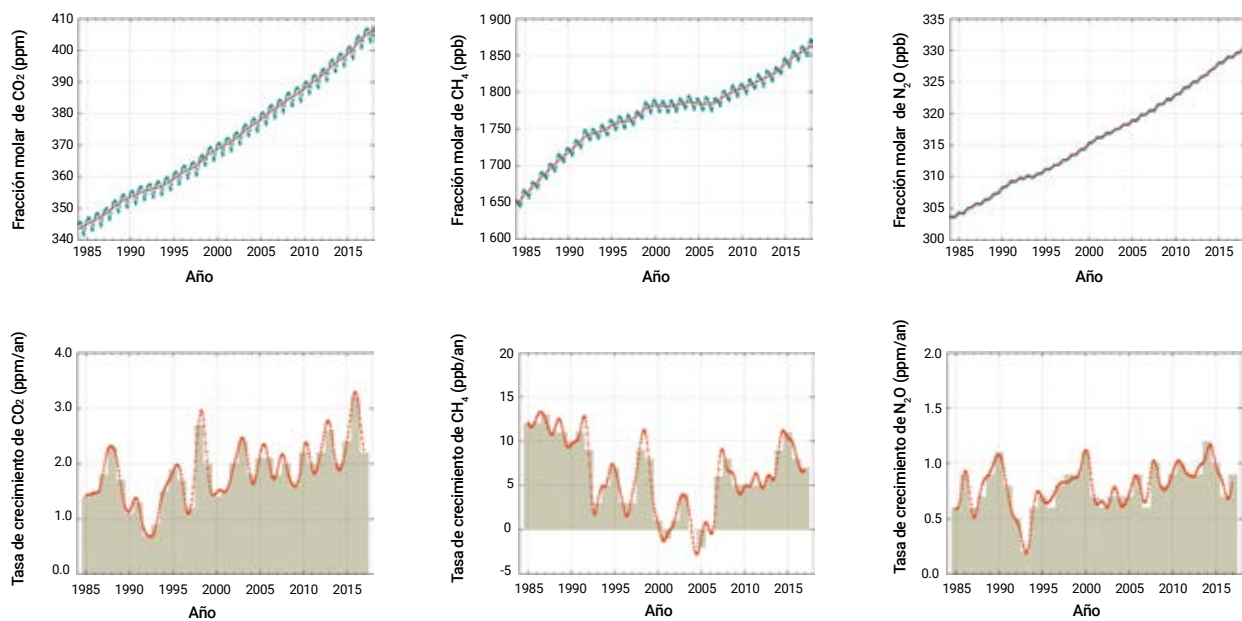 Fracción molar de CO₂ (ppm)
410
400
390
380
370
360
350
340
1985 1990 1995 2000 2005 2010 2015
Año
Fracción molar de CH₄ (ppb)
1 900
1 850
1 800
1 750
1 700
1 650
1 600
1985 1990 1995 2000 2005 2010 2015
Año
Fracción molar de N₂O (ppb)
335
330
325
320
315
310
305
300
1985 1990 1995 2000 2005 2010 2015
Año
Tasa de crecimiento de CO₂ (ppm/an)
4.0
3.0
2.0
1.0
0.0
1985 1990 1995 2000 2005 2010 2015
Año
Tasa de crecimiento de CH₄ (ppb/an)
20
15
10
5
0
-5
1985 1990 1995 2000 2005 2010 2015
Año
Tasa de crecimiento de N₂O (ppm/an)
2.0
1.5
1.0
0.5
0.0
1985 1990 1995 2000 2005 2010 2015
Año